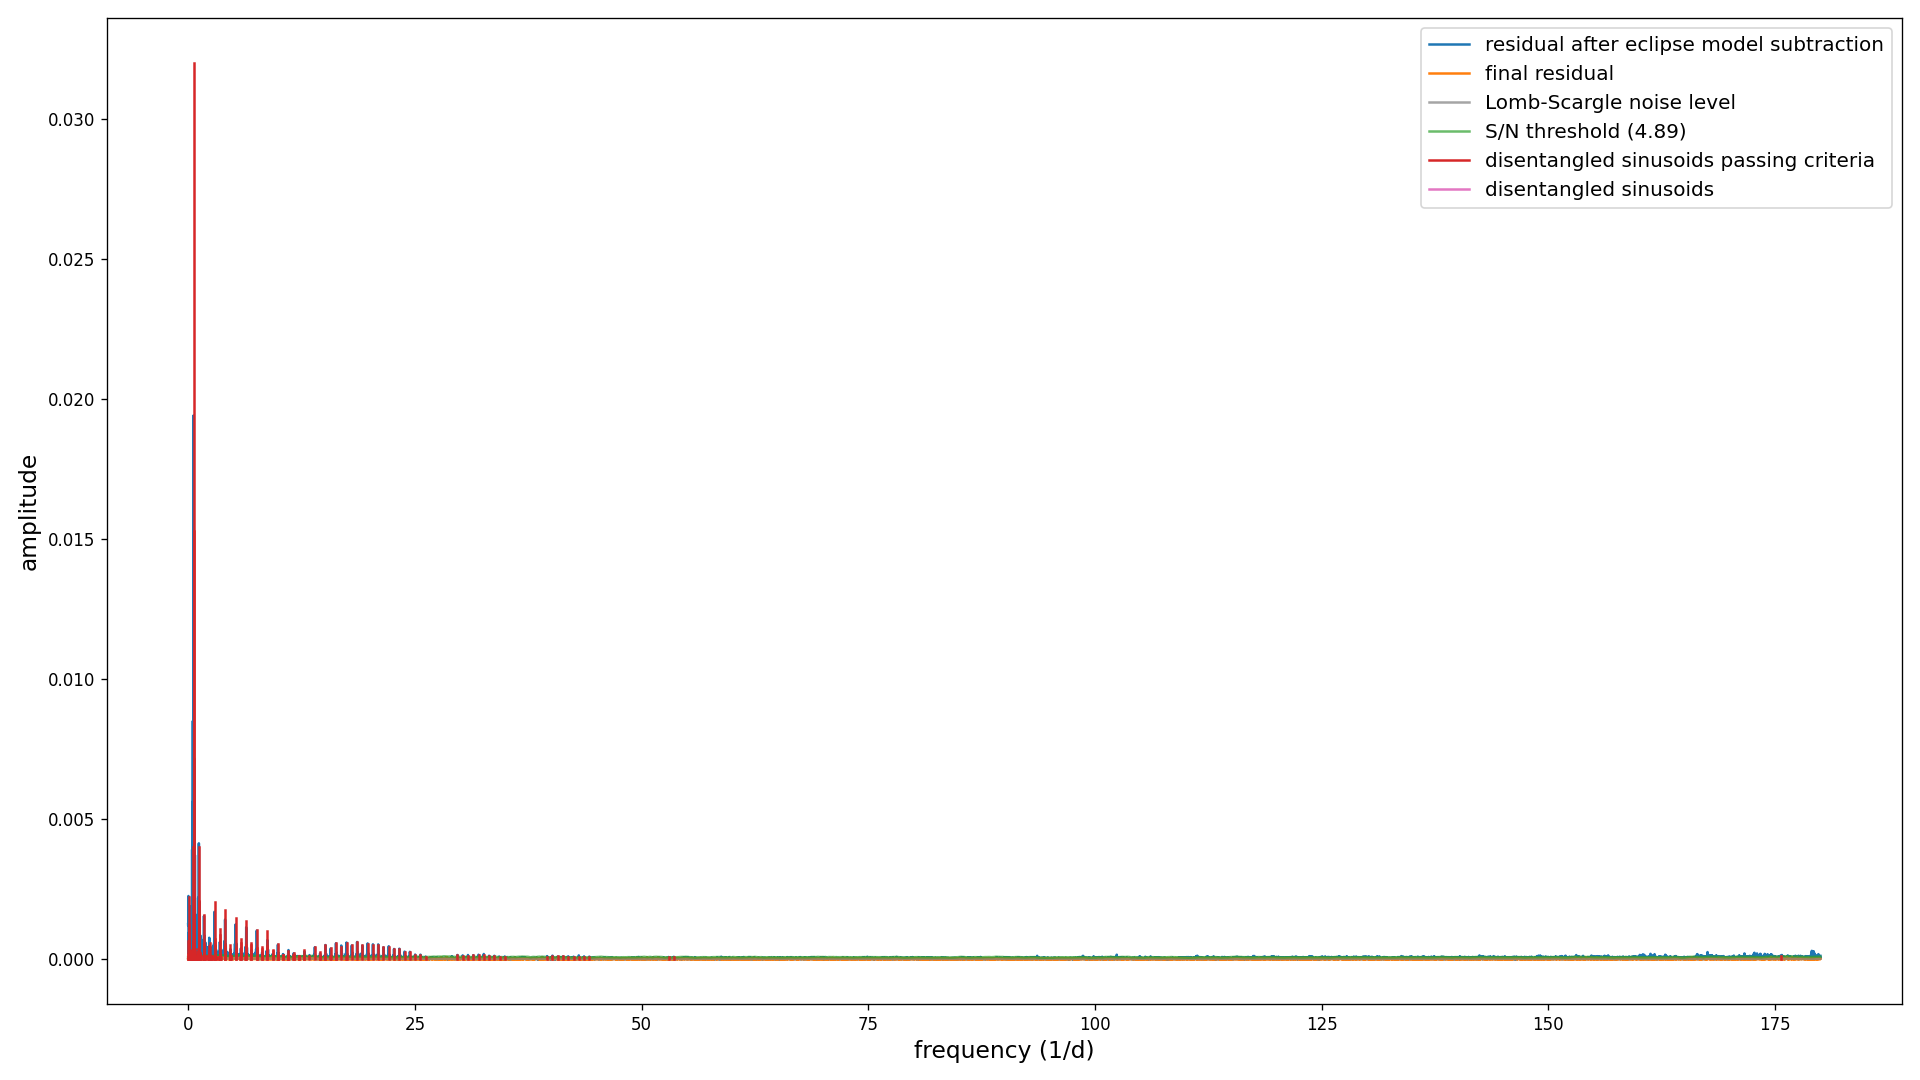 residual after eclipse model subtraction
final residual
Lomb-Scargle noise level
S/N threshold (4.89)
disentangled sinusoids passing criteria
disentangled sinusoids
0.030
0.025
0.020
0.015
0.010
0.005
0.000
amplitude
0 25 50 75 100 125 150 175
frequency (1/d)